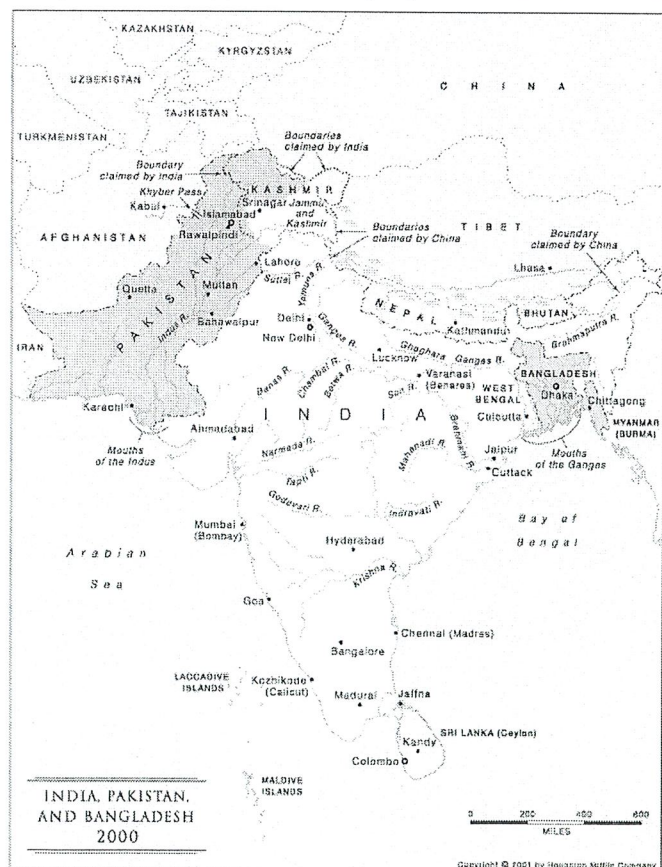 KAZAKHSTAN
KYRGYZSTAN
UZBEKISTAN
CHINA
TAJIKISTAN
TURKMENISTAN
Boundaries
claimed by India
Boundary
claimed by India
KASHMIR
Khyber Pass
Srinagar
Jammu
and
Kashmir
Kabul
Islamabad
Rawalpindi
Boundaries
claimed by China
TIBET
Boundary
claimed by China
AFGHANISTAN
Lahore
Lhasa
Sutlej R.
Yamuna R.
Quetta
Multan
PAKISTAN
NEPAL
Indus R.
Bahawalpur
Delhi
New Delhi
Ganges R.
Kathmandu
BHUTAN
Brahmaputra R.
IRAN
Lucknow
Ghaghara
Ganges R.
Banas R.
Chambal R.
Betwa R.
Varanasi
(Benares)
Son R.
WEST
BENGAL
BANGLADESH
Dhaka
Chittagong
Karachi
INDIA
Calcutta
MYANMAR
(BURMA)
Ahmadabad
Mouths
of the Indus
Narmada R.
Mahanadi R.
Brahmani R.
Jaipur
Cuttack
Mouths
of the Ganges
Tapti R.
Godavari R.
Indravati R.
Mumbai
(Bombay)
Hyderabad
Bay of
Bengal
Arabian
Sea
Krishna R.
Goa
Chennai (Madras)
Bangalore
LACCADIVE
ISLANDS
Kozhikode
(Calicut)
Madurai
Jaffna
SRI LANKA (Ceylon)
Kandy
Colombo
MALDIVE
ISLANDS
INDIA, PAKISTAN,
AND BANGLADESH
2000
0 200 400 600
MILES
Copyright © 2001 by Houghton Mifflin Company